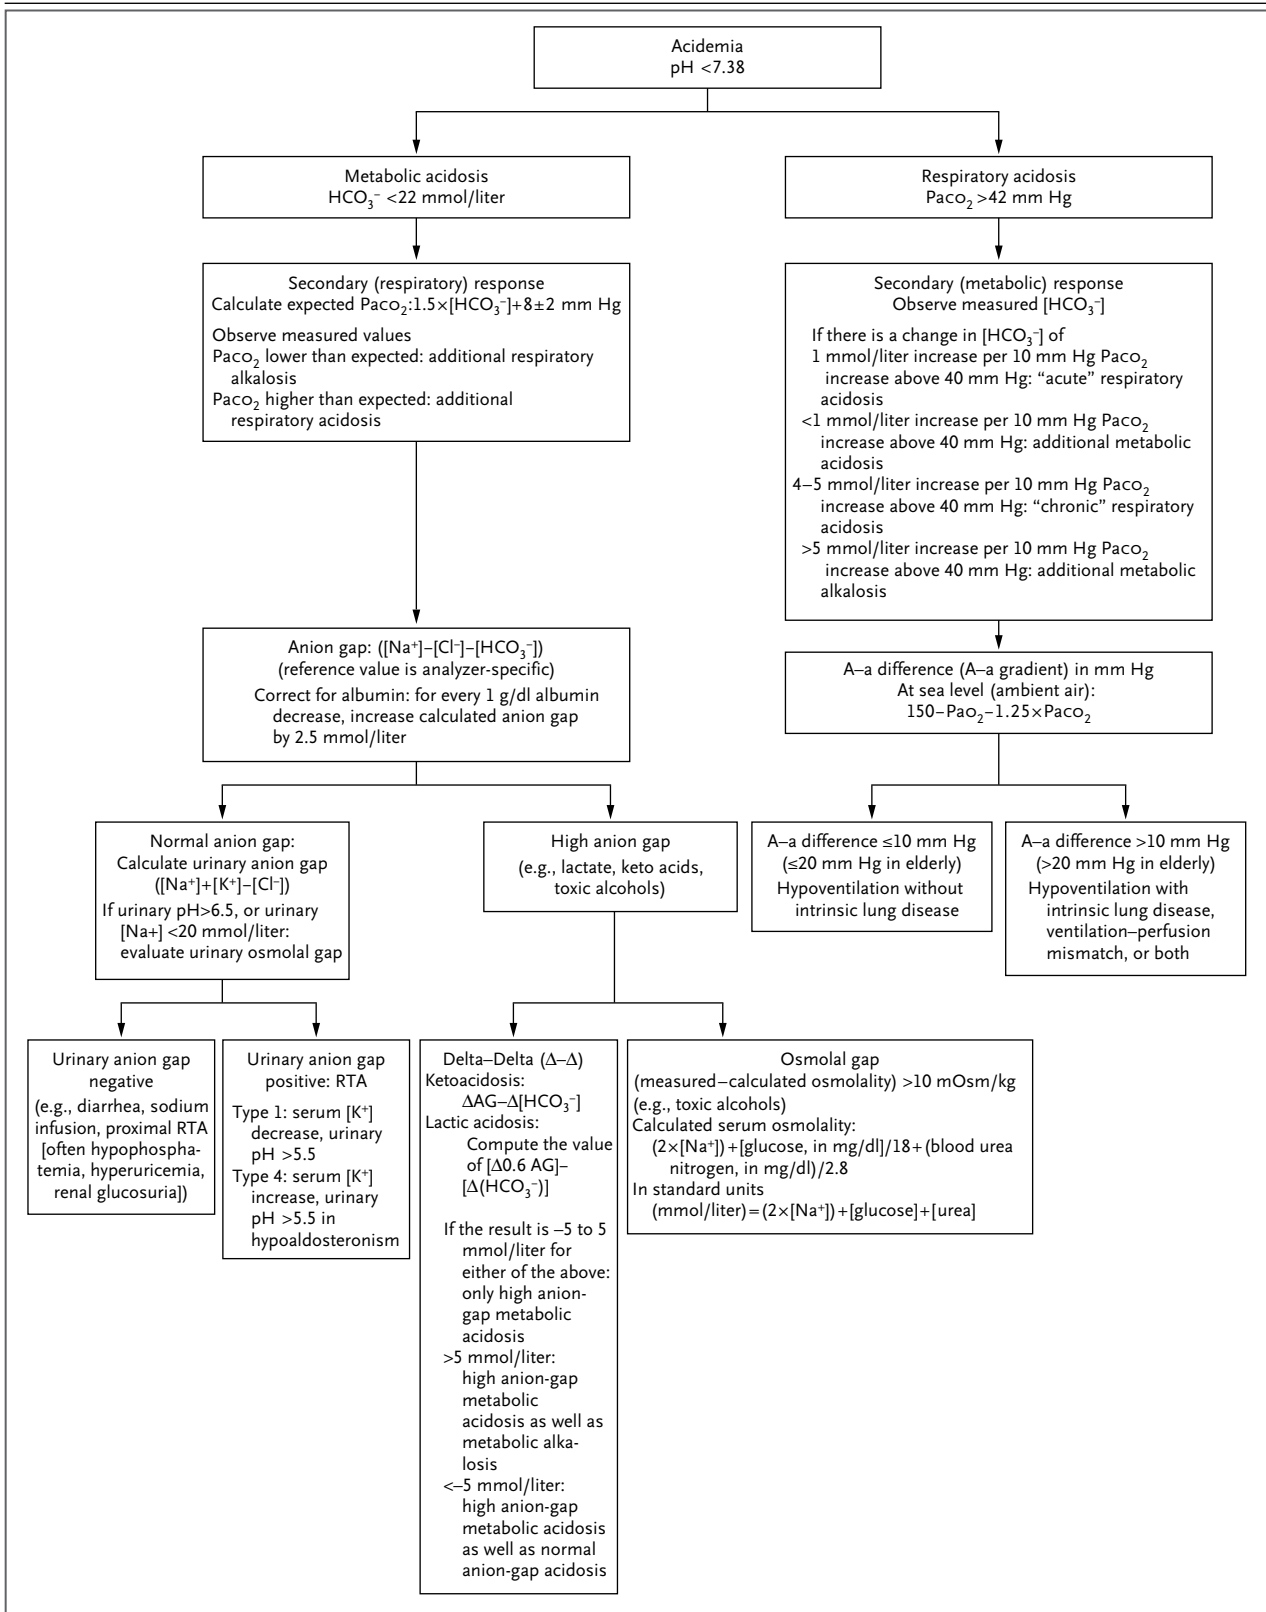 Acidemia
pH <7.38
Metabolic acidosis
HCO₃⁻ <22 mmol/liter
Respiratory acidosis
Paco₂ >42 mm Hg
Secondary (respiratory) response
Calculate expected Paco₂:1.5×[HCO₃⁻]+8±2 mm Hg
Observe measured values
Paco₂ lower than expected: additional respiratory
alkalosis
Paco₂ higher than expected: additional
respiratory acidosis
Secondary (metabolic) response
Observe measured [HCO₃⁻]
If there is a change in [HCO₃⁻] of
1 mmol/liter increase per 10 mm Hg Paco₂
increase above 40 mm Hg: “acute” respiratory
acidosis
<1 mmol/liter increase per 10 mm Hg Paco₂
increase above 40 mm Hg: additional metabolic
acidosis
4–5 mmol/liter increase per 10 mm Hg Paco₂
increase above 40 mm Hg: “chronic” respiratory
acidosis
>5 mmol/liter increase per 10 mm Hg Paco₂
increase above 40 mm Hg: additional metabolic
alkalosis
Anion gap: ([Na⁺]–[Cl⁻]–[HCO₃⁻])
(reference value is analyzer-specific)
Correct for albumin: for every 1 g/dl albumin
decrease, increase calculated anion gap
by 2.5 mmol/liter
A–a difference (A–a gradient) in mm Hg
At sea level (ambient air):
150–Pao₂–1.25×Paco₂
Normal anion gap:
Calculate urinary anion gap
([Na⁺]+[K⁺]–[Cl⁻])
If urinary pH>6.5, or urinary
[Na+] <20 mmol/liter:
evaluate urinary osmolal gap
High anion gap
(e.g., lactate, keto acids,
toxic alcohols)
A–a difference ≤10 mm Hg
(≤20 mm Hg in elderly)
Hypoventilation without
intrinsic lung disease
A–a difference >10 mm Hg
(>20 mm Hg in elderly)
Hypoventilation with
intrinsic lung disease,
ventilation–perfusion
mismatch, or both
Urinary anion gap
negative
(e.g., diarrhea, sodium
infusion, proximal RTA
[often hypophospha-
temia, hyperuricemia,
renal glucosuria])
Urinary anion gap
positive: RTA
Type 1: serum [K⁺]
decrease, urinary
pH >5.5
Type 4: serum [K⁺]
increase, urinary
pH >5.5 in
hypoaldosteronism
Delta–Delta (Δ–Δ)
Ketoacidosis:
ΔAG–Δ[HCO₃⁻]
Lactic acidosis:
Compute the value
of [Δ0.6 AG]–
[Δ(HCO₃⁻)]
If the result is –5 to 5
mmol/liter for
either of the above:
only high anion-
gap metabolic
acidosis
>5 mmol/liter:
high anion-gap
metabolic
acidosis as well as
metabolic alka-
losis
<–5 mmol/liter:
high anion-gap
metabolic acidosis
as well as normal
anion-gap acidosis
Osmolal gap
(measured–calculated osmolality) >10 mOsm/kg
(e.g., toxic alcohols)
Calculated serum osmolality:
(2×[Na⁺])+[glucose, in mg/dl]/18+(blood urea
nitrogen, in mg/dl)/2.8
In standard units
(mmol/liter)=(2×[Na⁺])+[glucose]+[urea]